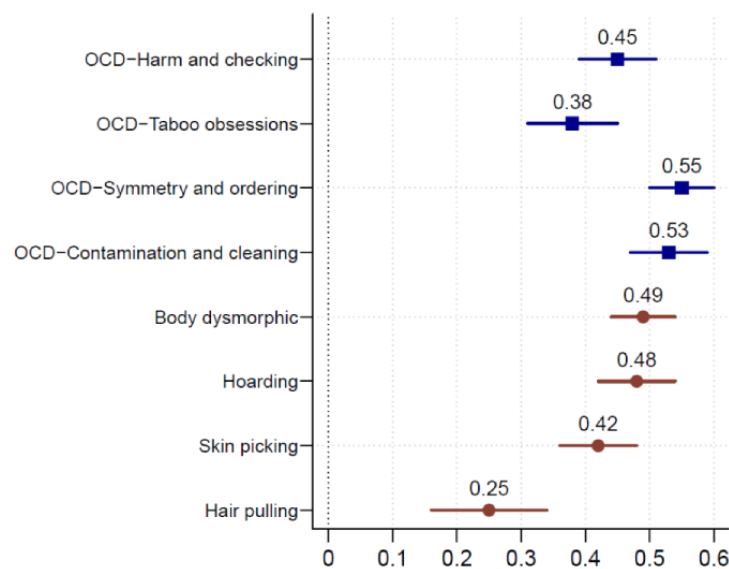 0.45
OCD−Harm and checking
0.38
OCD−Taboo obsessions
0.55
OCD−Symmetry and ordering
0.53
OCD−Contamination and cleaning
0.49
Body dysmorphic
0.48
Hoarding
0.42
Skin picking
0.25
Hair pulling
0 0.1 0.2 0.3 0.4 0.5 0.6